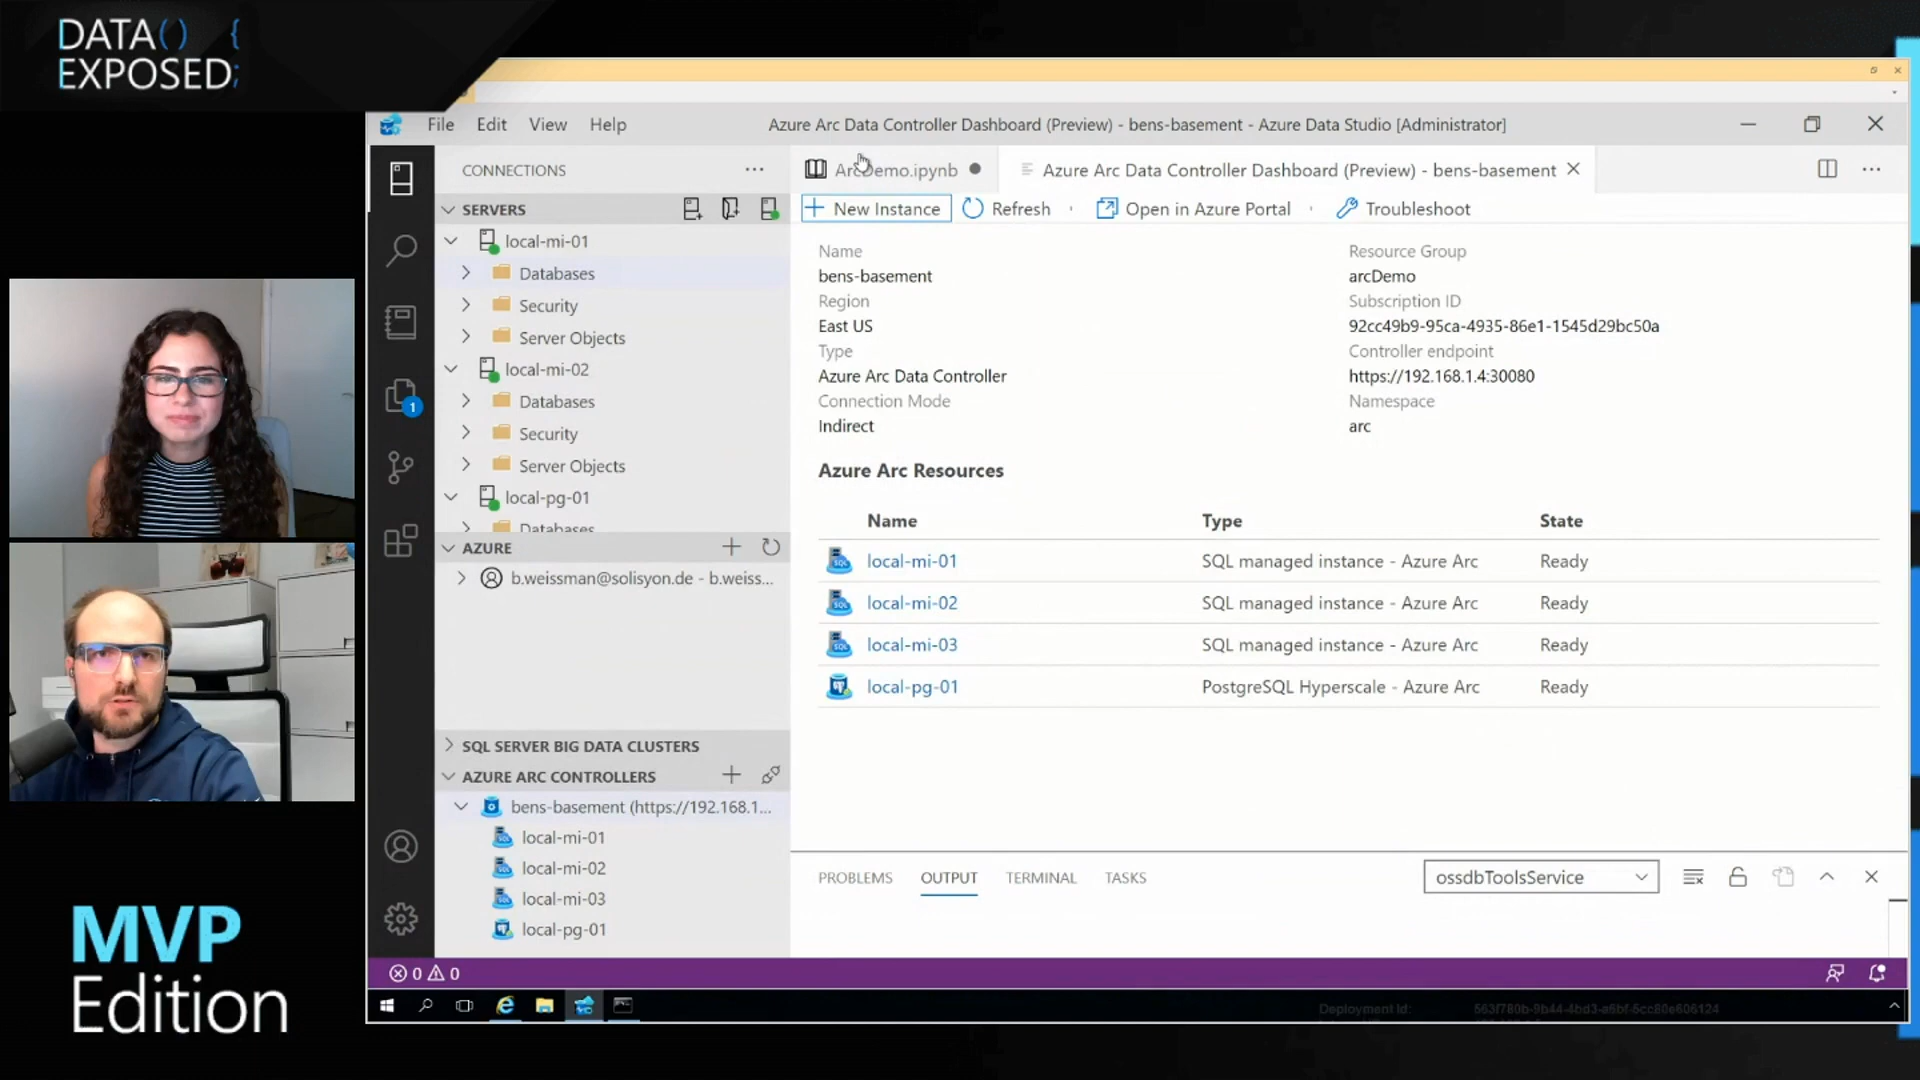 DATA() {
EXPOSED;
File Edit View Help
Azure Arc Data Controller Dashboard (Preview) - bens-basement - Azure Data Studio [Administrator]
CONNECTIONS
ArcDemo.ipynb
Azure Arc Data Controller Dashboard (Preview) - bens-basement
SERVERS
New Instance
Refresh
Open in Azure Portal
Troubleshoot
local-mi-01
Databases
Security
Server Objects
local-mi-02
Databases
Security
Server Objects
local-pg-01
Databases
AZURE
b.weissman@solisyon.de - b.weiss...
SQL SERVER BIG DATA CLUSTERS
AZURE ARC CONTROLLERS
bens-basement (https://192.168.1...
local-mi-01
local-mi-02
local-mi-03
local-pg-01
1
Name
bens-basement
Region
East US
Type
Azure Arc Data Controller
Connection Mode
Indirect
Resource Group
arcDemo
Subscription ID
92cc49b9-95ca-4935-86e1-1545d29bc50a
Controller endpoint
https://192.168.1.4:30080
Namespace
arc
Azure Arc Resources
Name Type State
local-mi-01 SQL managed instance - Azure Arc Ready
local-mi-02 SQL managed instance - Azure Arc Ready
local-mi-03 SQL managed instance - Azure Arc Ready
local-pg-01 PostgreSQL Hyperscale - Azure Arc Ready
PROBLEMS OUTPUT TERMINAL TASKS
ossdbToolsService
0 0
Deployment Id:
MVP
Edition